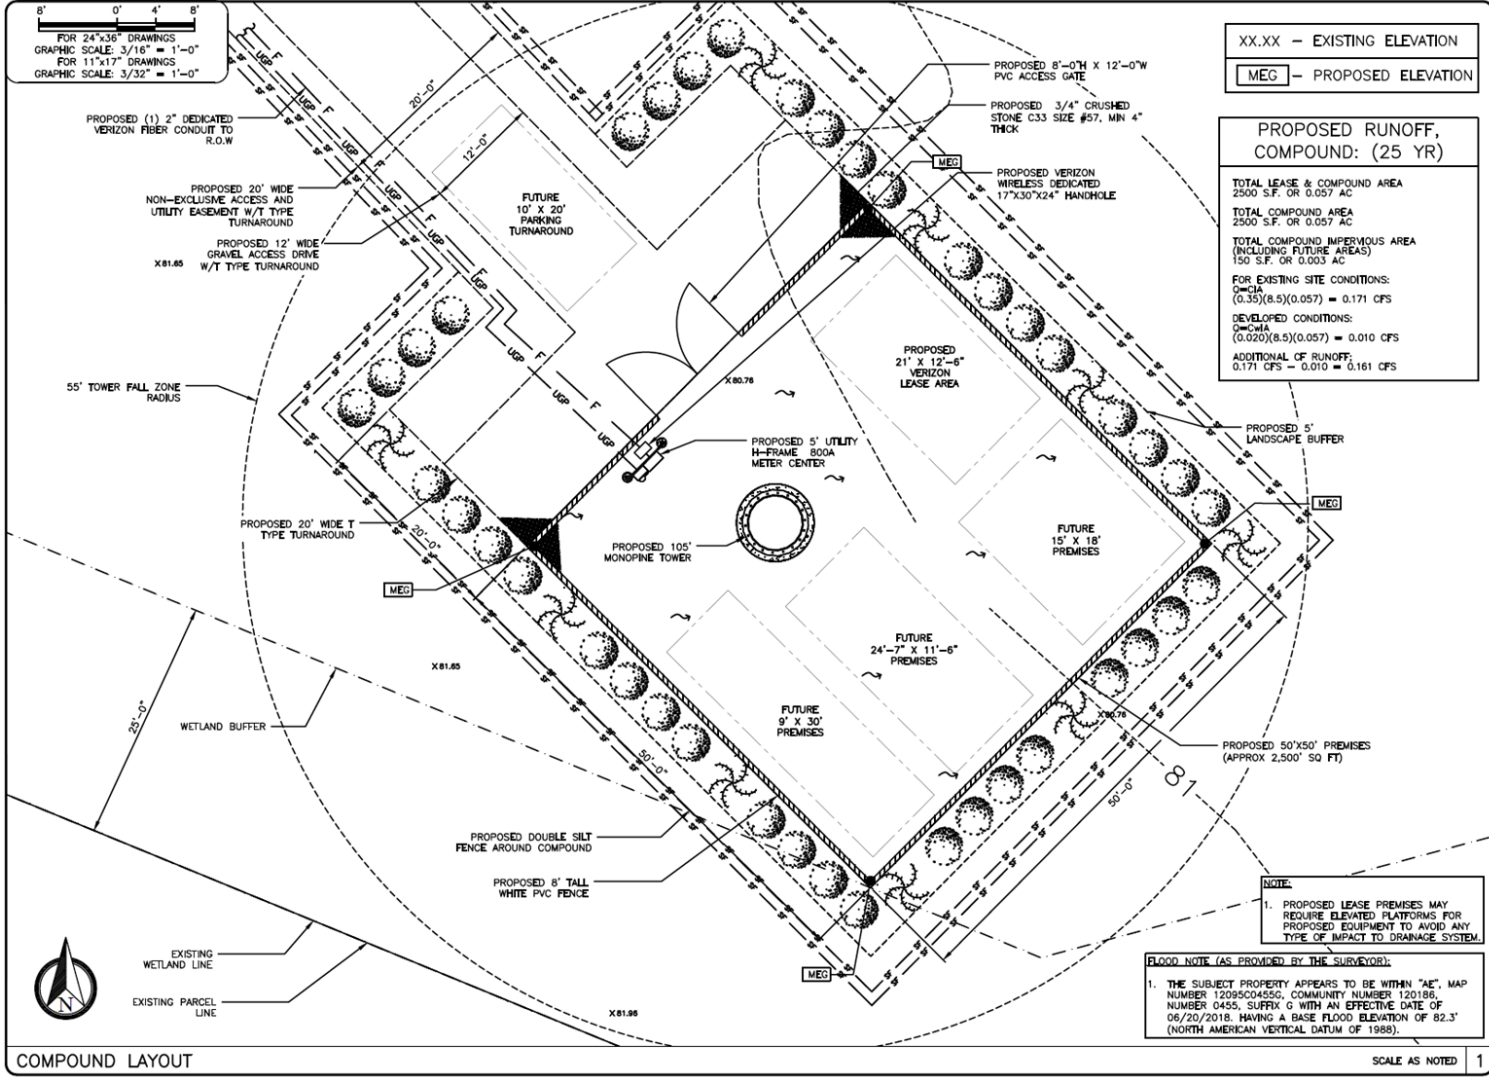 8' 0' 4' 8'
FOR 24"x36" DRAWINGS
GRAPHIC SCALE: 3/16" = 1'-0"
FOR 11"x17" DRAWINGS
GRAPHIC SCALE: 3/32" = 1'-0"
PROPOSED (1) 2" DEDICATED
VERIZON FIBER CONDUIT TO
R.O.W
PROPOSED 20' WIDE
NON-EXCLUSIVE ACCESS AND
UTILITY EASEMENT W/T TYPE
TURNAROUND
PROPOSED 12' WIDE
GRAVEL ACCESS DRIVE
W/T TYPE TURNAROUND
X81.65
55' TOWER FALL ZONE
RADIUS
20'-0"
12'-0"
FUTURE
10' X 20'
PARKING
TURNAROUND
PROPOSED 8'-0"H X 12'-0"W
PVC ACCESS GATE
PROPOSED 3/4" CRUSHED
STONE C33 SIZE #57, MIN 4"
THICK
MEG
PROPOSED VERIZON
WIRELESS DEDICATED
17"X30"X24" HANDHOLE
XX.XX - EXISTING ELEVATION
MEG - PROPOSED ELEVATION
PROPOSED RUNOFF,
COMPOUND: (25 YR)
TOTAL LEASE & COMPOUND AREA
2500 S.F. OR 0.057 AC
TOTAL COMPOUND AREA
2500 S.F. OR 0.057 AC
TOTAL COMPOUND IMPERVIOUS AREA
(INCLUDING FUTURE AREAS)
150 S.F. OR 0.003 AC
FOR EXISTING SITE CONDITIONS:
Q=CIA
(0.35)(8.5)(0.057) = 0.171 CFS
DEVELOPED CONDITIONS:
Q=CwIA
(0.020)(8.5)(0.057) = 0.010 CFS
ADDITIONAL CF RUNOFF:
0.171 CFS - 0.010 = 0.161 CFS
PROPOSED
21' X 12'-6"
VERIZON
LEASE AREA
X80.76
PROPOSED 5' UTILITY
H-FRAME 800A
METER CENTER
PROPOSED 5'
LANDSCAPE BUFFER
MEG
PROPOSED 20' WIDE T
TYPE TURNAROUND
20'-0"
PROPOSED 105'
MONOPINE TOWER
FUTURE
15' X 18'
PREMISES
MEG
FUTURE
24'-7" X 11'-6"
PREMISES
X81.65
25'-0"
WETLAND BUFFER
FUTURE
9' X 30'
PREMISES
X80.76
50'-0"
PROPOSED 50'X50' PREMISES
(APPROX 2,500' SQ FT)
81
50'-0"
PROPOSED DOUBLE SILT
FENCE AROUND COMPOUND
PROPOSED 8' TALL
WHITE PVC FENCE
EXISTING
WETLAND LINE
EXISTING PARCEL
LINE
N
MEG
X81.96
NOTE:
1. PROPOSED LEASE PREMISES MAY
REQUIRE ELEVATED PLATFORMS FOR
PROPOSED EQUIPMENT TO AVOID ANY
TYPE OF IMPACT TO DRAINAGE SYSTEM.
FLOOD NOTE (AS PROVIDED BY THE SURVEYOR):
1. THE SUBJECT PROPERTY APPEARS TO BE WITHIN "AE", MAP
NUMBER 12095C0455G, COMMUNITY NUMBER 120186,
NUMBER 0455, SUFFIX G WITH AN EFFECTIVE DATE OF
06/20/2018. HAVING A BASE FLOOD ELEVATION OF 82.3'
(NORTH AMERICAN VERTICAL DATUM OF 1988).
COMPOUND LAYOUT
SCALE AS NOTED 1